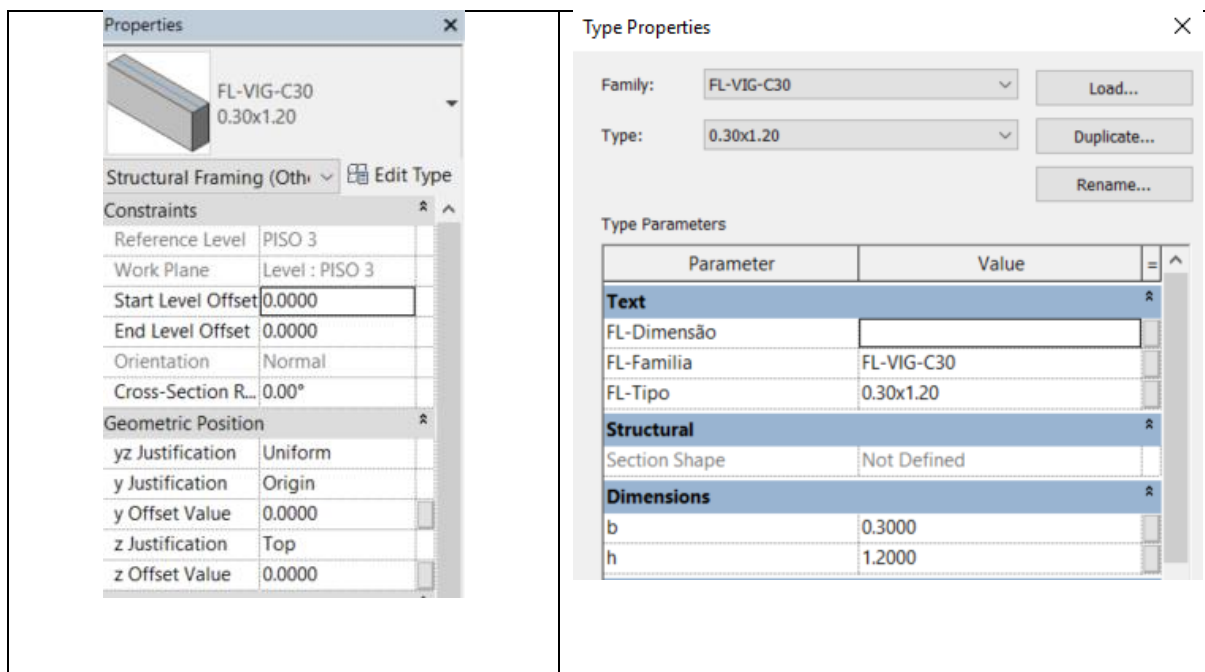 Properties
FL-VIG-C30
0.30x1.20
Structural Framing (Oth Edit Type
Constraints
Reference Level PISO 3
Work Plane Level : PISO 3
Start Level Offset 0.0000
End Level Offset 0.0000
Orientation Normal
Cross-Section R... 0.00°
Geometric Position
yz Justification Uniform
y Justification Origin
y Offset Value 0.0000
z Justification Top
z Offset Value 0.0000
Type Properties
Family: FL-VIG-C30 Load...
Type: 0.30x1.20 Duplicate...
Rename...
Type Parameters
Parameter Value =
Text
FL-Dimensão
FL-Familia FL-VIG-C30
FL-Tipo 0.30x1.20
Structural
Section Shape Not Defined
Dimensions
b 0.3000
h 1.2000